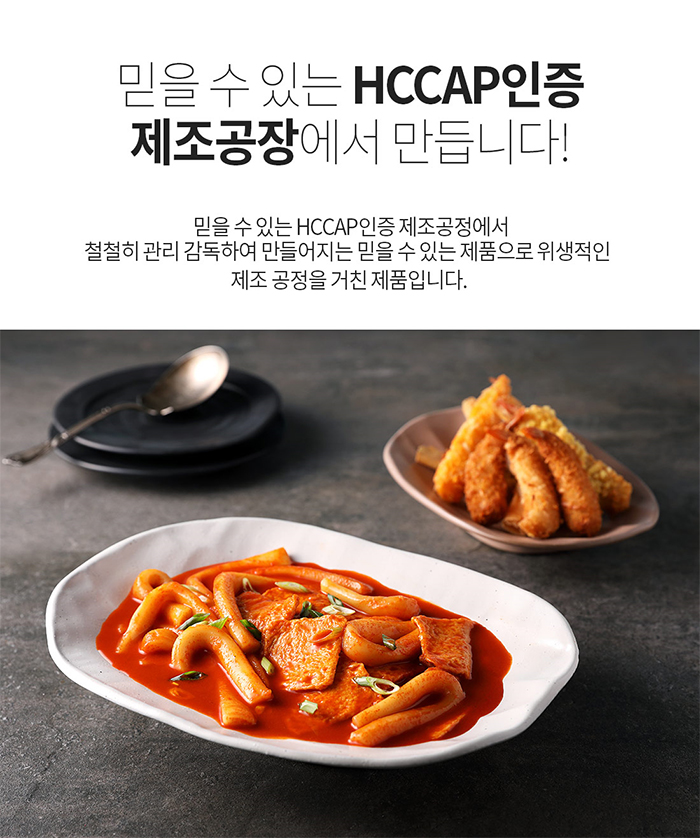 믿을 수 있는 HCCAP인증
제조공장에서 만듭니다!
믿을 수 있는 HCCAP인증 제조공정에서
철철히 관리 감독하여 만들어지는 믿을 수 있는 제품으로 위생적인
제조 공정을 거친 제품입니다.